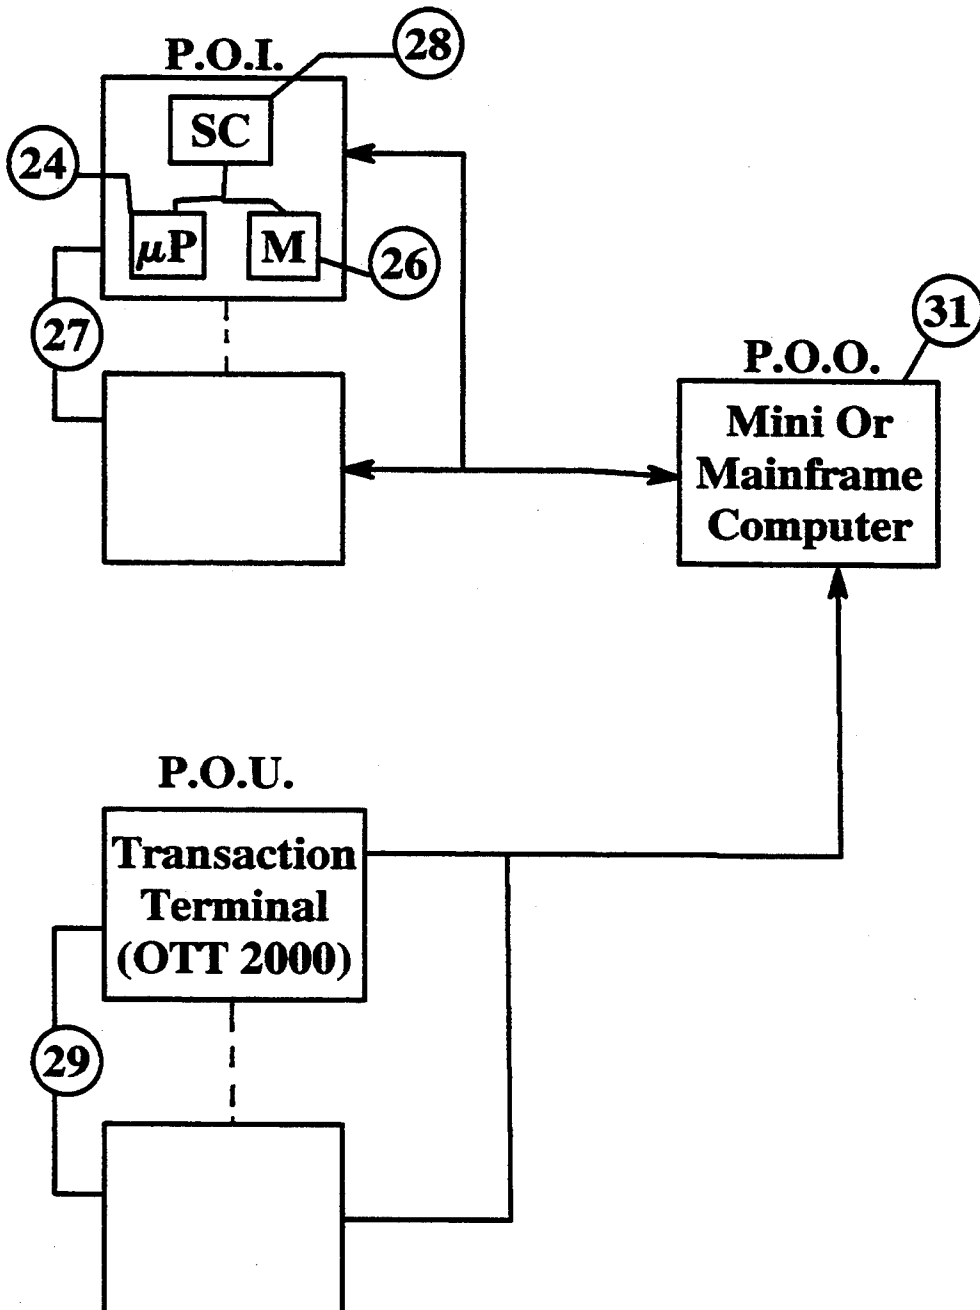 28
P.O.I.
SC
24
μP
M
26
27
31
P.O.O.
Mini Or
Mainframe
Computer
P.O.U.
Transaction
Terminal
(OTT 2000)
29